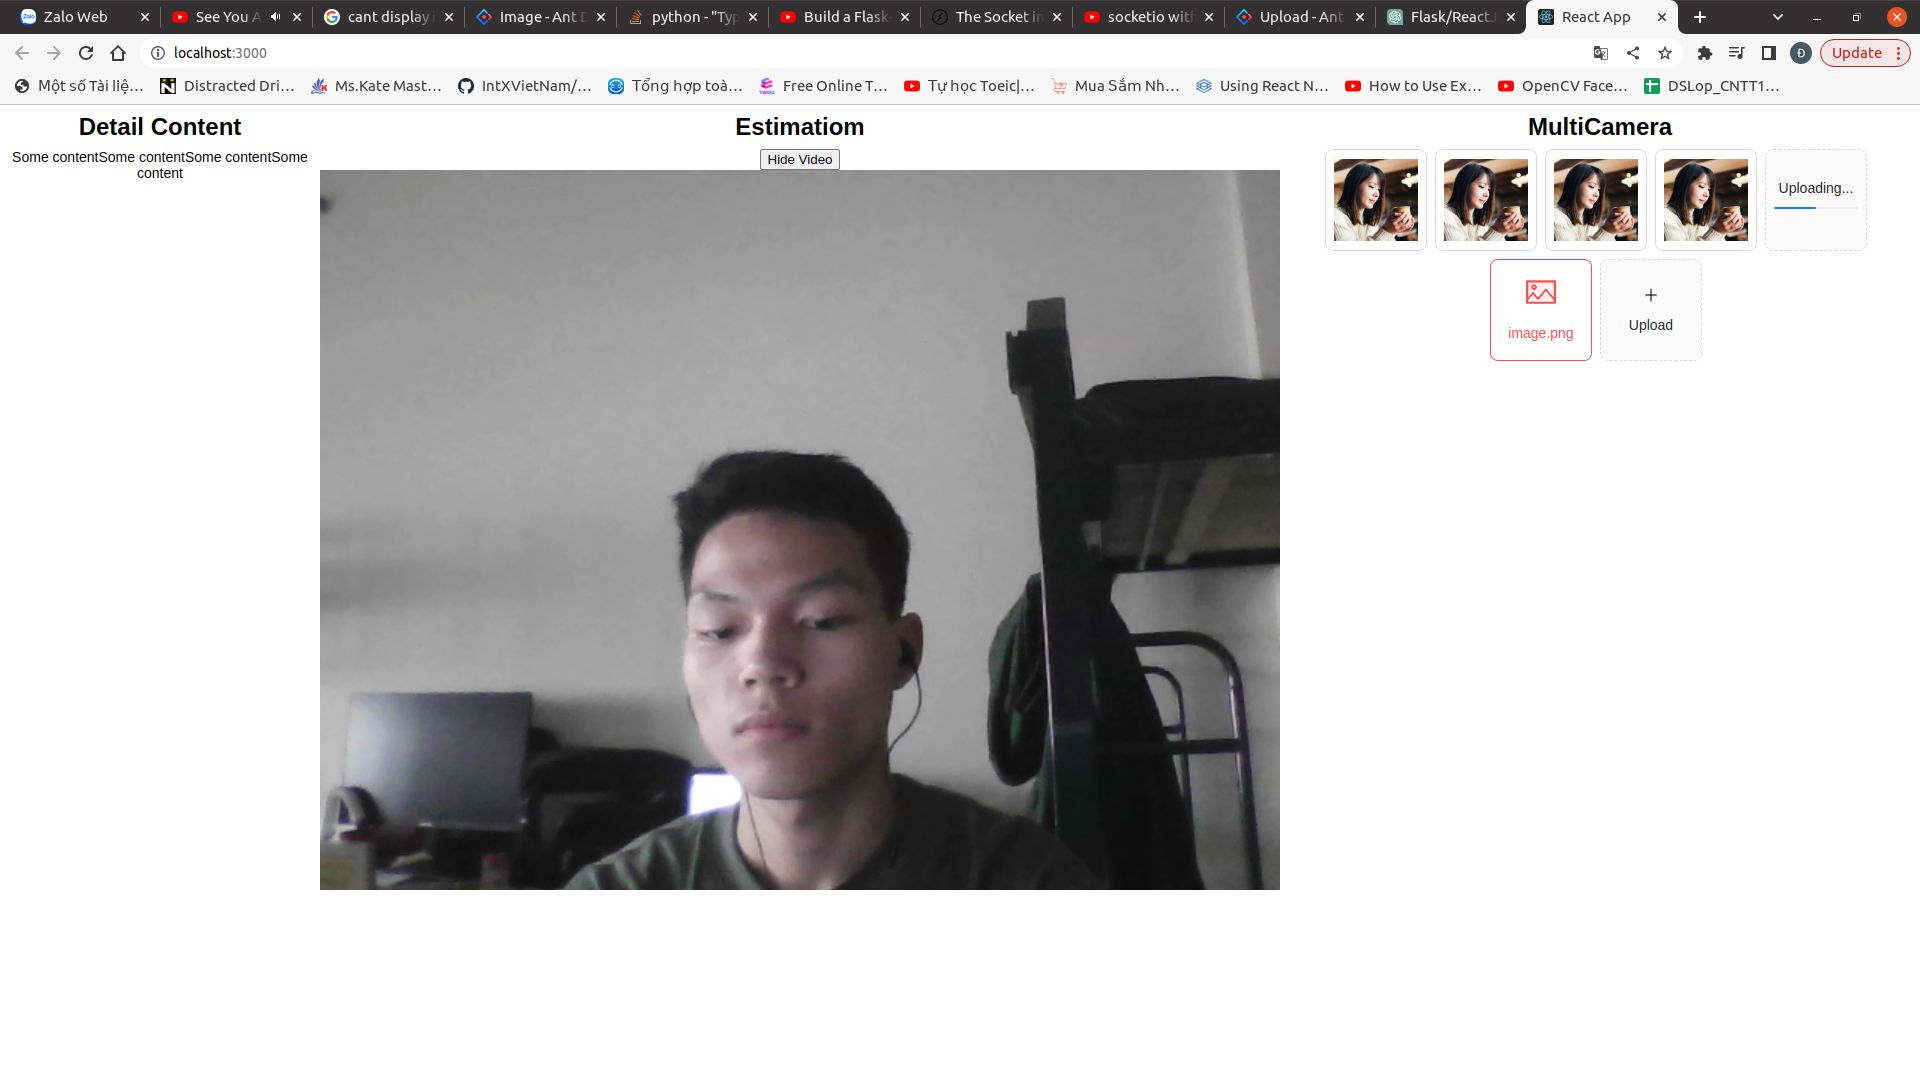 Zalo Web
See You A
cant display
Image - Ant D
python - "Typ
Build a Flask
The Socket in
socketio with
Upload - Ant
Flask/ReactJ
React App
localhost:3000
Update
Một số Tài liệ...
Distracted Dri...
Ms.Kate Mast...
IntXVietNam/...
Tổng hợp toà...
Free Online T...
Tự học Toeic|...
Mua Sắm Nh...
Using React N...
How to Use Ex...
OpenCV Face...
DSLop_CNTT1...
Detail Content
Some contentSome contentSome contentSome
content
Estimatiom
Hide Video
MultiCamera
Uploading...
image.png
Upload